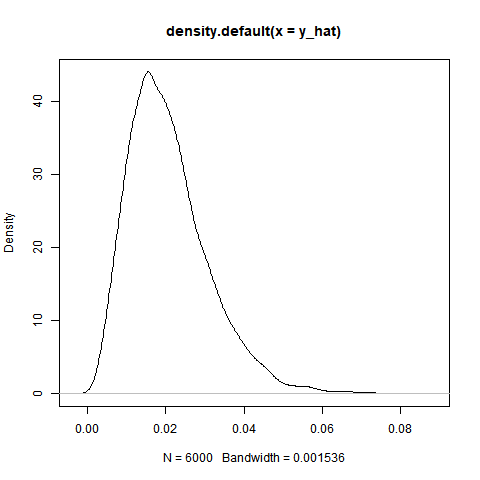 density.default(x = y_hat)
Density
40
30
20
10
0
0.00 0.02 0.04 0.06 0.08
N = 6000 Bandwidth = 0.001536